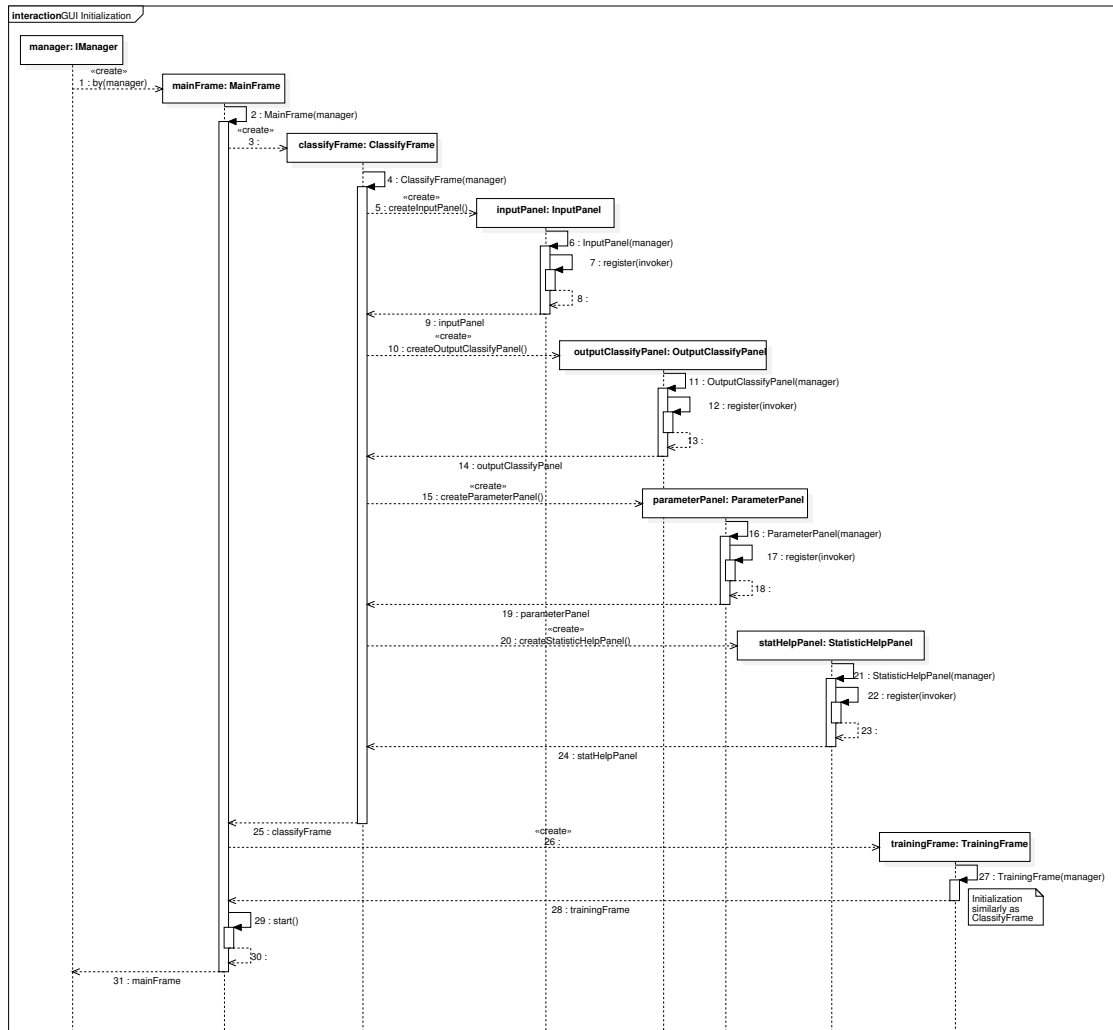 interactionGUI Initialization
manager: IManager
«create»
1 : by(manager)
mainFrame: MainFrame
2 : MainFrame(manager)
«create»
3 :
classifyFrame: ClassifyFrame
4 : ClassifyFrame(manager)
«create»
5 : createInputPanel()
inputPanel: InputPanel
6 : InputPanel(manager)
7 : register(invoker)
8 :
9 : inputPanel
«create»
10 : createOutputClassifyPanel()
outputClassifyPanel: OutputClassifyPanel
11 : OutputClassifyPanel(manager)
12 : register(invoker)
13 :
14 : outputClassifyPanel
«create»
15 : createParameterPanel()
parameterPanel: ParameterPanel
16 : ParameterPanel(manager)
17 : register(invoker)
18 :
19 : parameterPanel
«create»
20 : createStatisticHelpPanel()
statHelpPanel: StatisticHelpPanel
21 : StatisticHelpPanel(manager)
22 : register(invoker)
23 :
24 : statHelpPanel
25 : classifyFrame
«create»
26 :
trainingFrame: TrainingFrame
27 : TrainingFrame(manager)
Initialization
similarly as
ClassifyFrame
28 : trainingFrame
29 : start()
30 :
31 : mainFrame